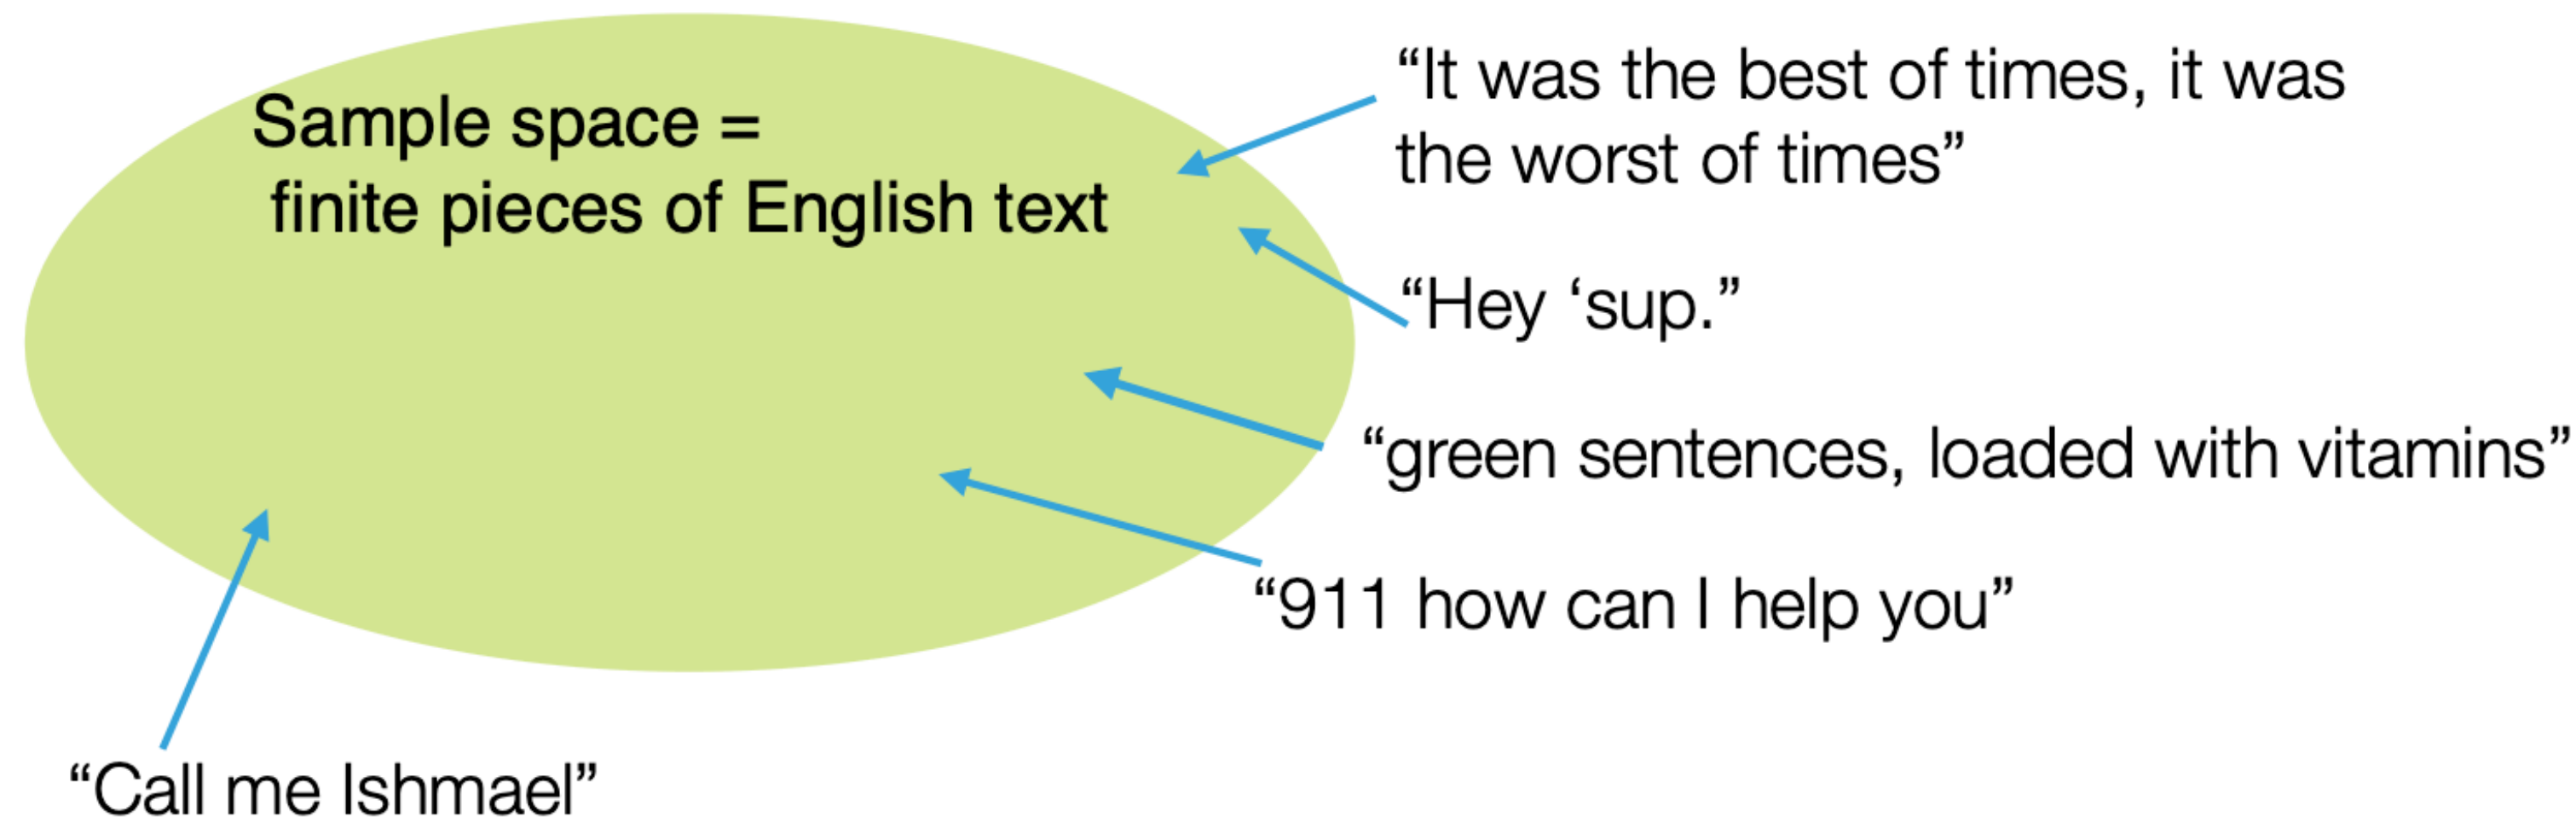 Sample space =
finite pieces of English text
“It was the best of times, it was
the worst of times”
“Hey ‘sup.”
“green sentences, loaded with vitamins”
“911 how can I help you”
“Call me Ishmael”